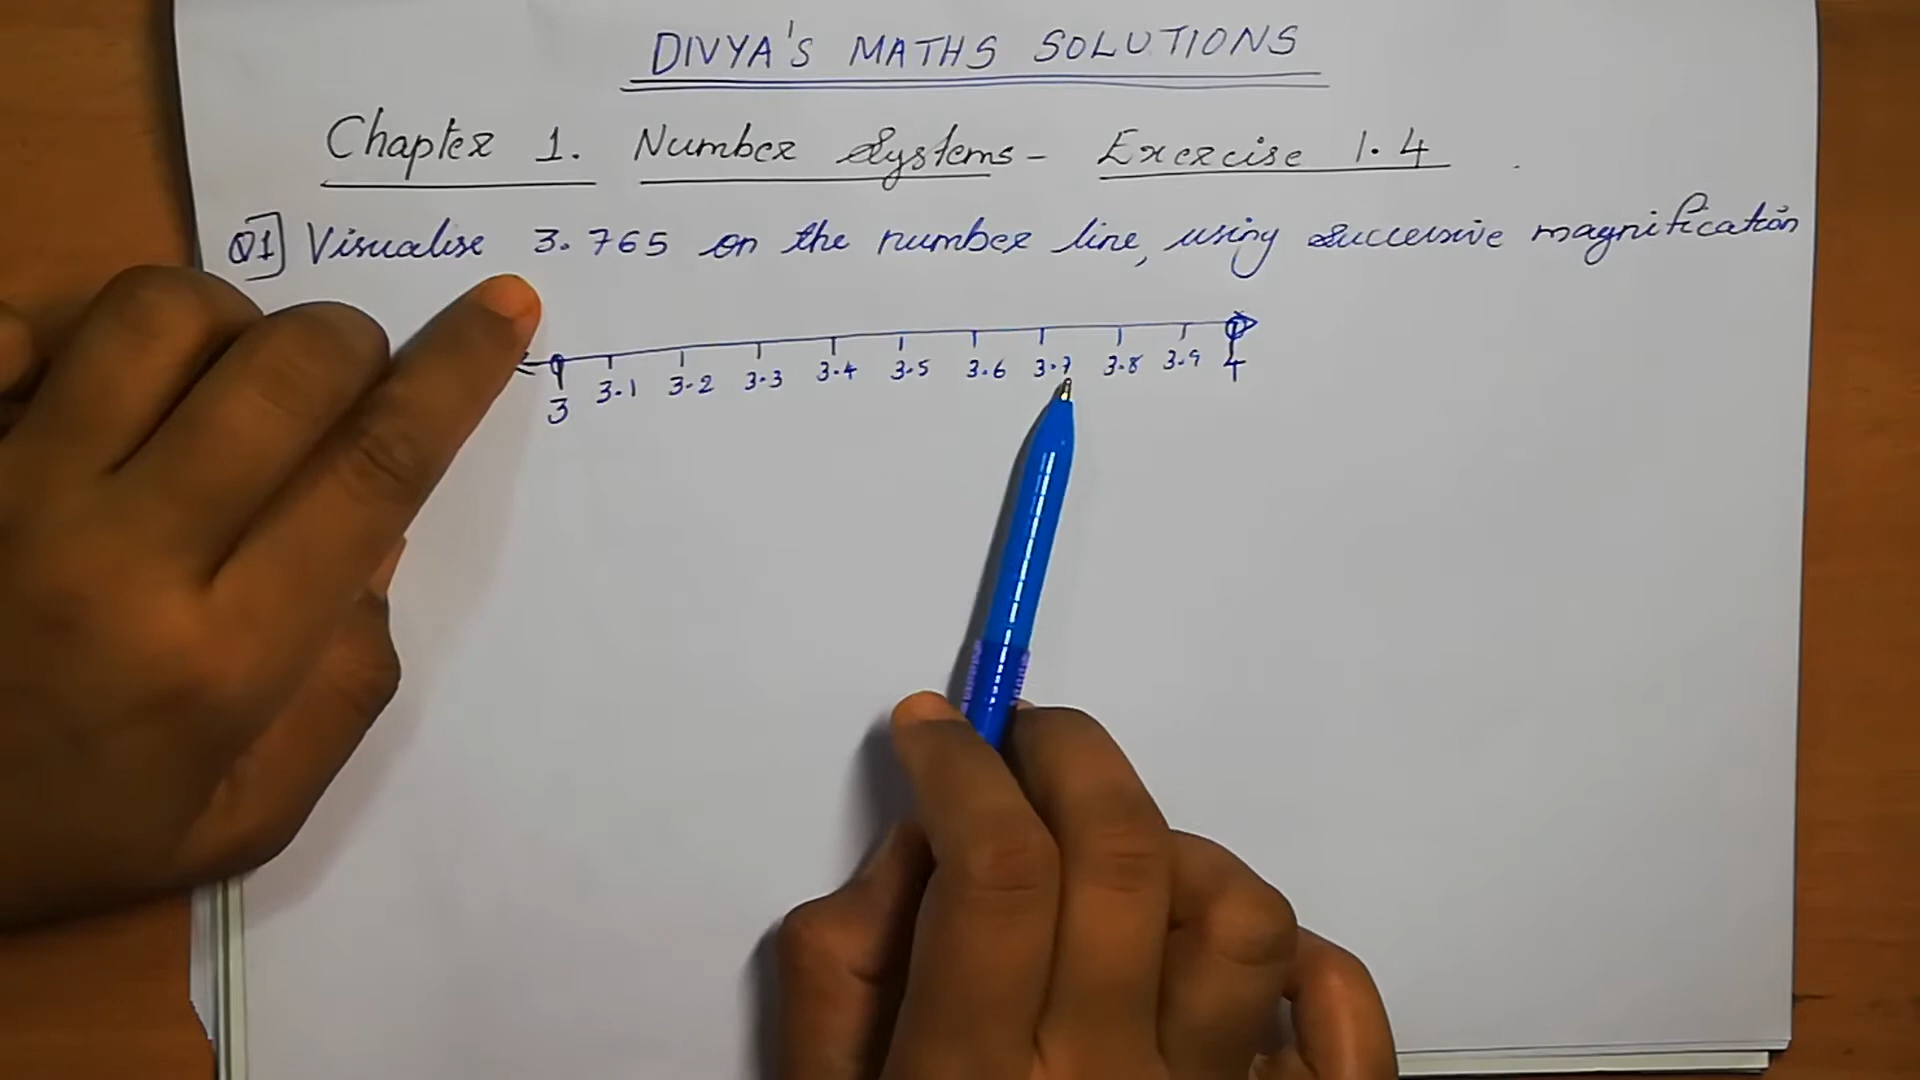 DIVYA'S MATHS SOLUTIONS
Chapter 1. Number Systems - Exercise 1.4
Q1] Visualise 3.765 on the number line, using successive magnification
3 3.1 3.2 3.3 3.4 3.5 3.6 3.7 3.8 3.9 4